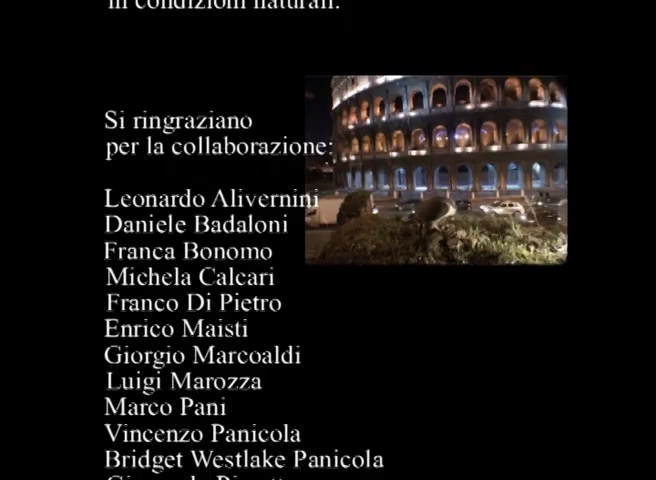 in condizioni naturali.
Si ringraziano
per la collaborazione:
Leonardo Alivernini
Daniele Badaloni
Franca Bonomo
Michela Calcari
Franco Di Pietro
Enrico Maisti
Giorgio Marcoaldi
Luigi Marozza
Marco Pani
Vincenzo Panicola
Bridget Westlake Panicola